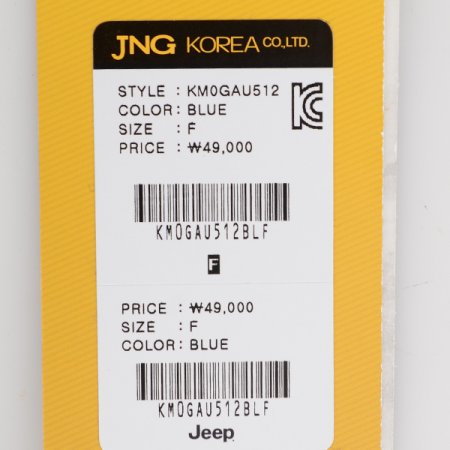 JNG KOREA CO.,LTD.
STYLE : KM0GAU512
COLOR : BLUE
SIZE : F
PRICE : ₩49,000
KM0GAU512BLF
F
PRICE : ₩49,000
SIZE : F
COLOR : BLUE
KM0GAU512BLF
Jeep